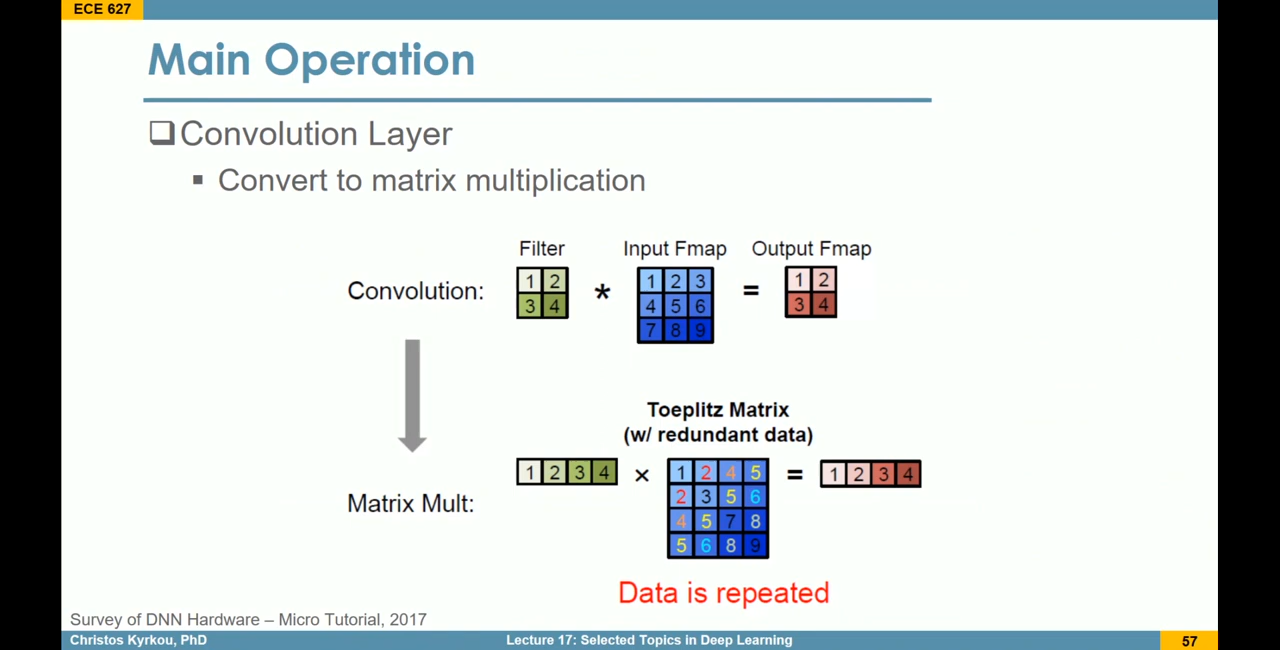 ECE 627
Main Operation
❑Convolution Layer
▪ Convert to matrix multiplication
Filter Input Fmap Output Fmap
Convolution: 1 2 * 1 2 3 = 1 2
3 4 4 5 6 3 4
7 8 9
Toeplitz Matrix
(w/ redundant data)
1 2 3 4 × 1 2 4 5 = 1 2 3 4
2 3 5 6
Matrix Mult: 4 5 7 8
5 6 8 9
Data is repeated
Survey of DNN Hardware – Micro Tutorial, 2017
Christos Kyrkou, PhD Lecture 17: Selected Topics in Deep Learning 57